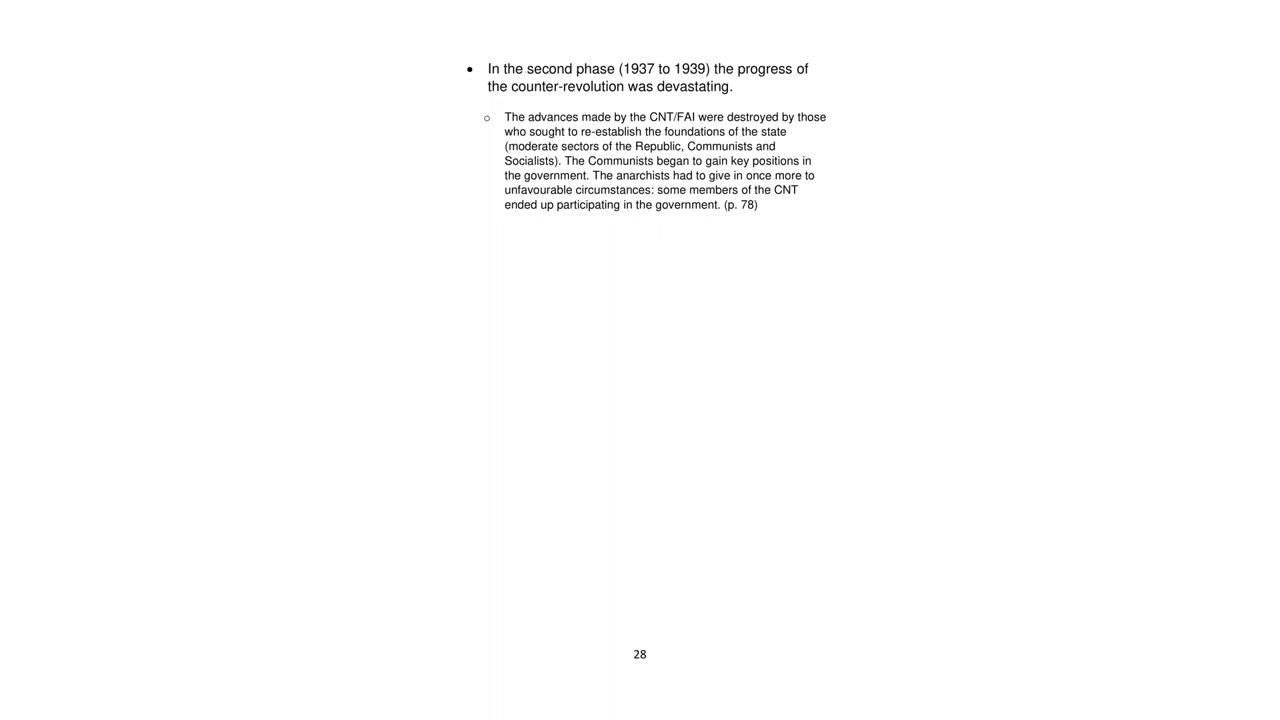 • In the second phase (1937 to 1939) the progress of
the counter-revolution was devastating.
o The advances made by the CNT/FAI were destroyed by those
who sought to re-establish the foundations of the state
(moderate sectors of the Republic, Communists and
Socialists). The Communists began to gain key positions in
the government. The anarchists had to give in once more to
unfavourable circumstances: some members of the CNT
ended up participating in the government. (p. 78)
28